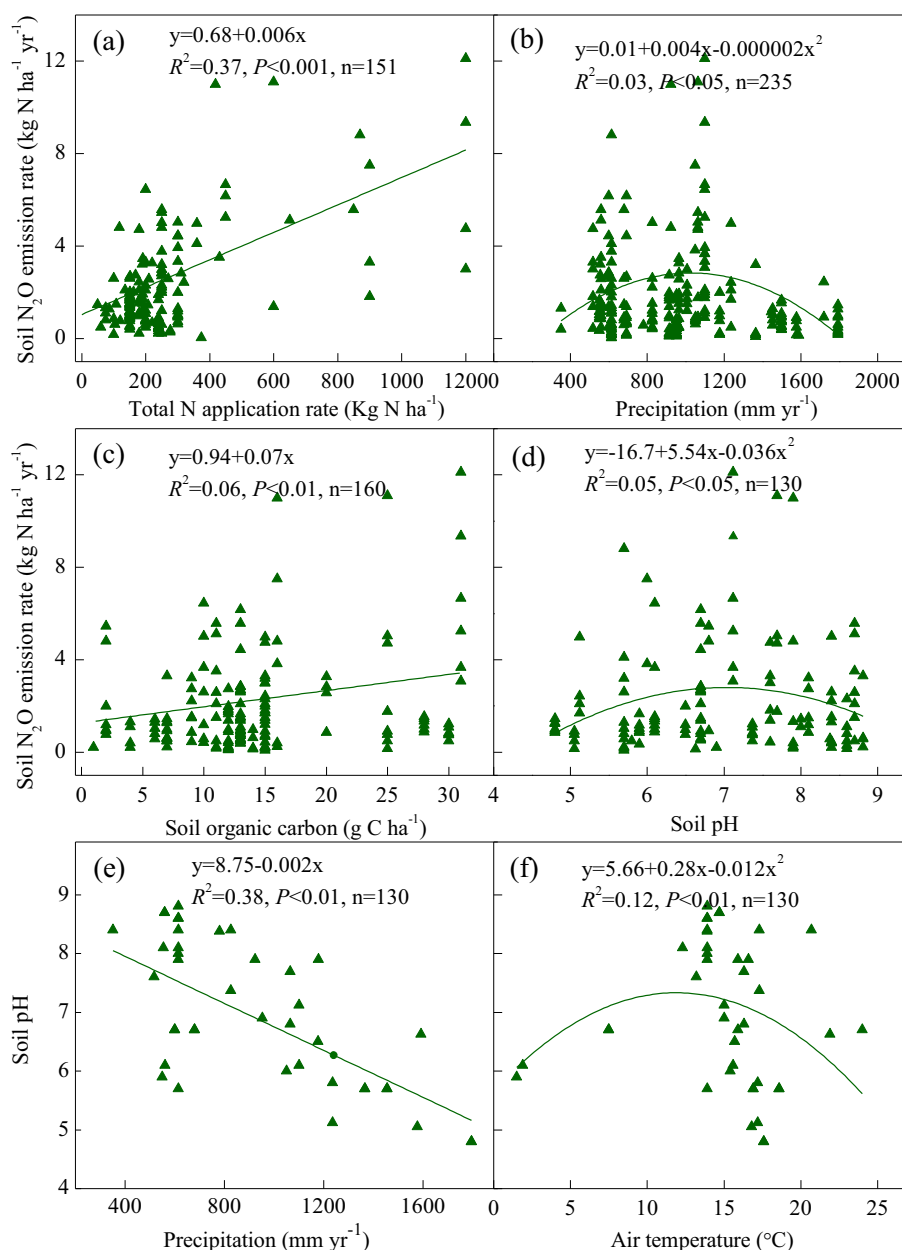 (a)
y=0.68+0.006x
R²=0.37, P<0.001, n=151
12
8
4
0
Soil N₂O emission rate (kg N ha⁻¹ yr⁻¹)
0 200 400 600 800 1000 1200
Total N application rate (Kg N ha⁻¹)
(b)
y=0.01+0.004x-0.000002x²
R²=0.03, P<0.05, n=235
0 400 800 1200 1600 2000
Precipitation (mm yr⁻¹)
(c)
y=0.94+0.07x
R²=0.06, P<0.01, n=160
12
8
4
0
Soil N₂O emission rate (kg N ha⁻¹ yr⁻¹)
0 5 10 15 20 25 30
Soil organic carbon (g C ha⁻¹)
(d)
y=-16.7+5.54x-0.036x²
R²=0.05, P<0.05, n=130
4 5 6 7 8 9
Soil pH
(e)
y=8.75-0.002x
R²=0.38, P<0.01, n=130
9
8
7
6
5
4
Soil pH
400 800 1200 1600
Precipitation (mm yr⁻¹)
(f)
y=5.66+0.28x-0.012x²
R²=0.12, P<0.01, n=130
0 5 10 15 20 25
Air temperature (°C)